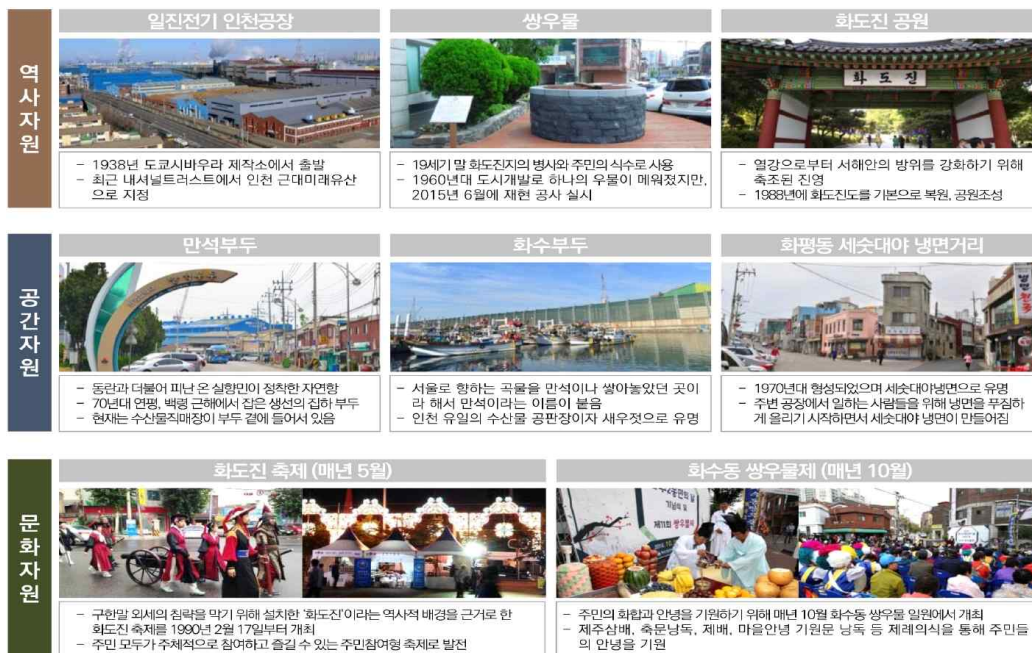 역사자원
일진전기 인천공장
- 1938년 도쿄시바우라 제작소에서 출발
- 최근 내셔널트러스트에서 인천 근대미래유산
으로 지정
쌍우물
- 19세기 말 화도진지의 병사와 주민의 식수로 사용
- 1960년대 도시개발로 하나의 우물이 메워졌지만,
2015년 6월에 재현 공사 실시
화도진 공원
화도진
- 열강으로부터 서해안의 방위를 강화하기 위해
축조된 진영
- 1988년에 화도진도를 기본으로 복원, 공원조성
공간자원
만석부두
- 동란과 더불어 피난 온 실향민이 정착한 자연항
- 70년대 연평, 백령 근해에서 잡은 생선의 집하 부두
- 현재는 수산물직매장이 부두 곁에 들어서 있음
화수부두
- 서울로 향하는 곡물을 만석이나 쌓아놓았던 곳이
라 해서 만석이라는 이름이 붙음
- 인천 유일의 수산물 공판장이자 새우젓으로 유명
화평동 세숫대야 냉면거리
- 1970년대 형성되었으며 세숫대야냉면으로 유명
- 주변 공장에서 일하는 사람들을 위해 냉면을 푸짐하
게 올리기 시작하면서 세숫대야 냉면이 만들어짐
문화자원
화도진 축제 (매년 5월)
- 구한말 외세의 침략을 막기 위해 설치한 '화도진'이라는 역사적 배경을 근거로 한
화도진 축제를 1990년 2월 17일부터 개최
- 주민 모두가 주체적으로 참여하고 즐길 수 있는 주민참여형 축제로 발전
화수동 쌍우물제 (매년 10월)
제11회 쌍우물제
- 주민의 화합과 안녕을 기원하기 위해 매년 10월 화수동 쌍우물 일원에서 개최
- 제주삼배, 축문낭독, 제배, 마을안녕 기원문 낭독 등 제례의식을 통해 주민들
의 안녕을 기원